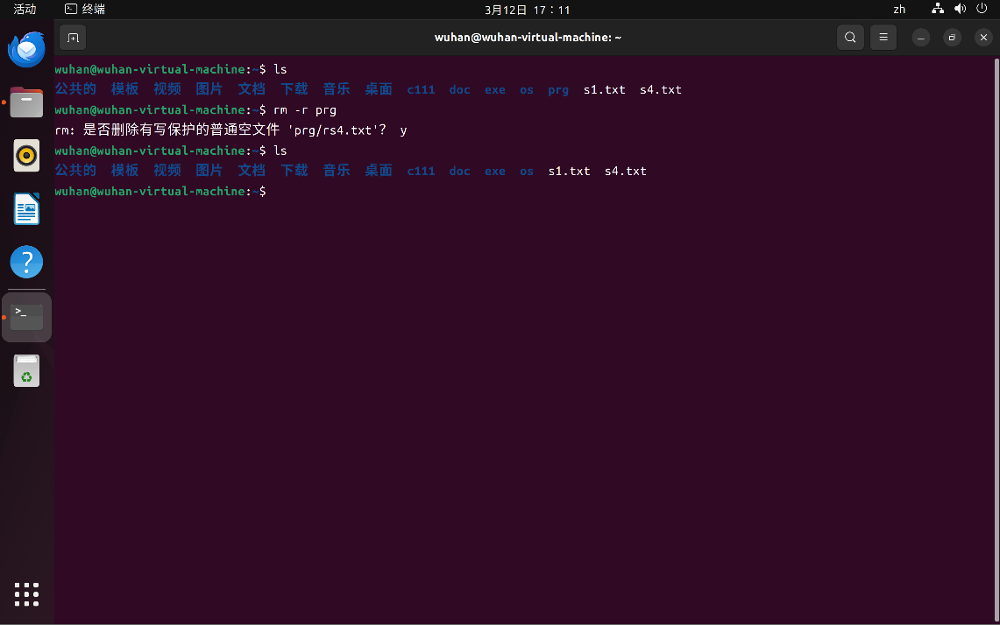 活动 终端 3月12日 17：11 zh
wuhan@wuhan-virtual-machine: ~
wuhan@wuhan-virtual-machine:~$ ls
公共的 模板 视频 图片 文档 下载 音乐 桌面 c111 doc exe os prg s1.txt s4.txt
wuhan@wuhan-virtual-machine:~$ rm -r prg
rm: 是否删除有写保护的普通空文件 'prg/rs4.txt'？ y
wuhan@wuhan-virtual-machine:~$ ls
公共的 模板 视频 图片 文档 下载 音乐 桌面 c111 doc exe os s1.txt s4.txt
wuhan@wuhan-virtual-machine:~$